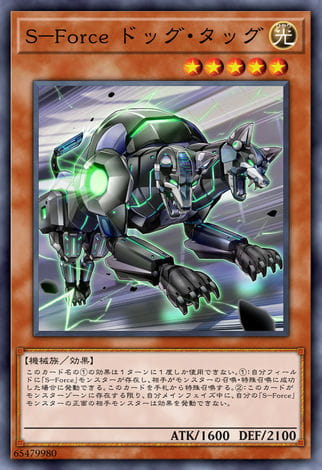 S－Force ドッグ・タッグ
光
【機械族／効果】
このカード名の①の効果は１ターンに１度しか使用できない。①：自分フィール
ドに「S－Force」モンスターが存在し、相手がモンスターの召喚・特殊召喚に成功
した場合に発動できる。このカードを手札から特殊召喚する。②：このカードが
モンスターゾーンに存在する限り、自分メインフェイズ中に、自分の「S－Force」
モンスターの正面の相手モンスターは効果を発動できない。
ATK/1600 DEF/2100
65479980